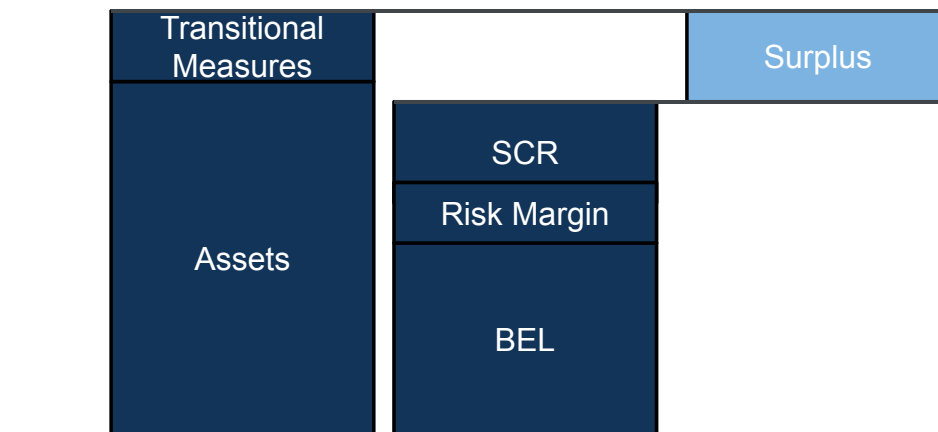 Transitional
Measures
Surplus
SCR
Risk Margin
Assets
BEL